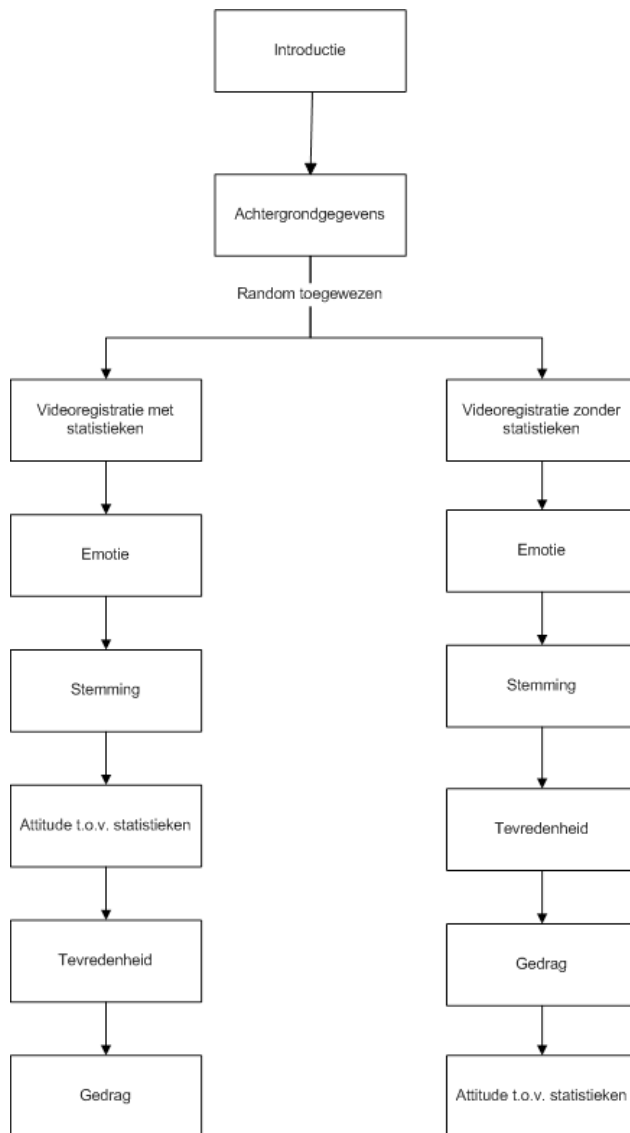 Introductie
Achtergrondgegevens
Random toegewezen
Videoregistratie met
statistieken
Emotie
Stemming
Attitude t.o.v. statistieken
Tevredenheid
Gedrag
Videoregistratie zonder
statistieken
Emotie
Stemming
Tevredenheid
Gedrag
Attitude t.o.v. statistieken